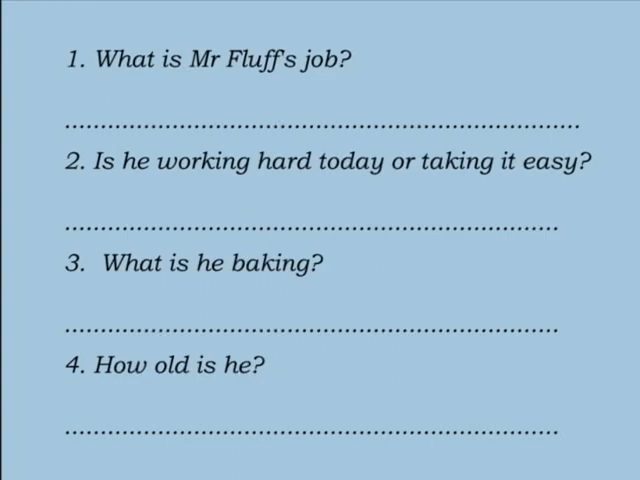 1. What is Mr Fluff's job?
......................................................................
2. Is he working hard today or taking it easy?
...................................................................
3. What is he baking?
...................................................................
4. How old is he?
...................................................................